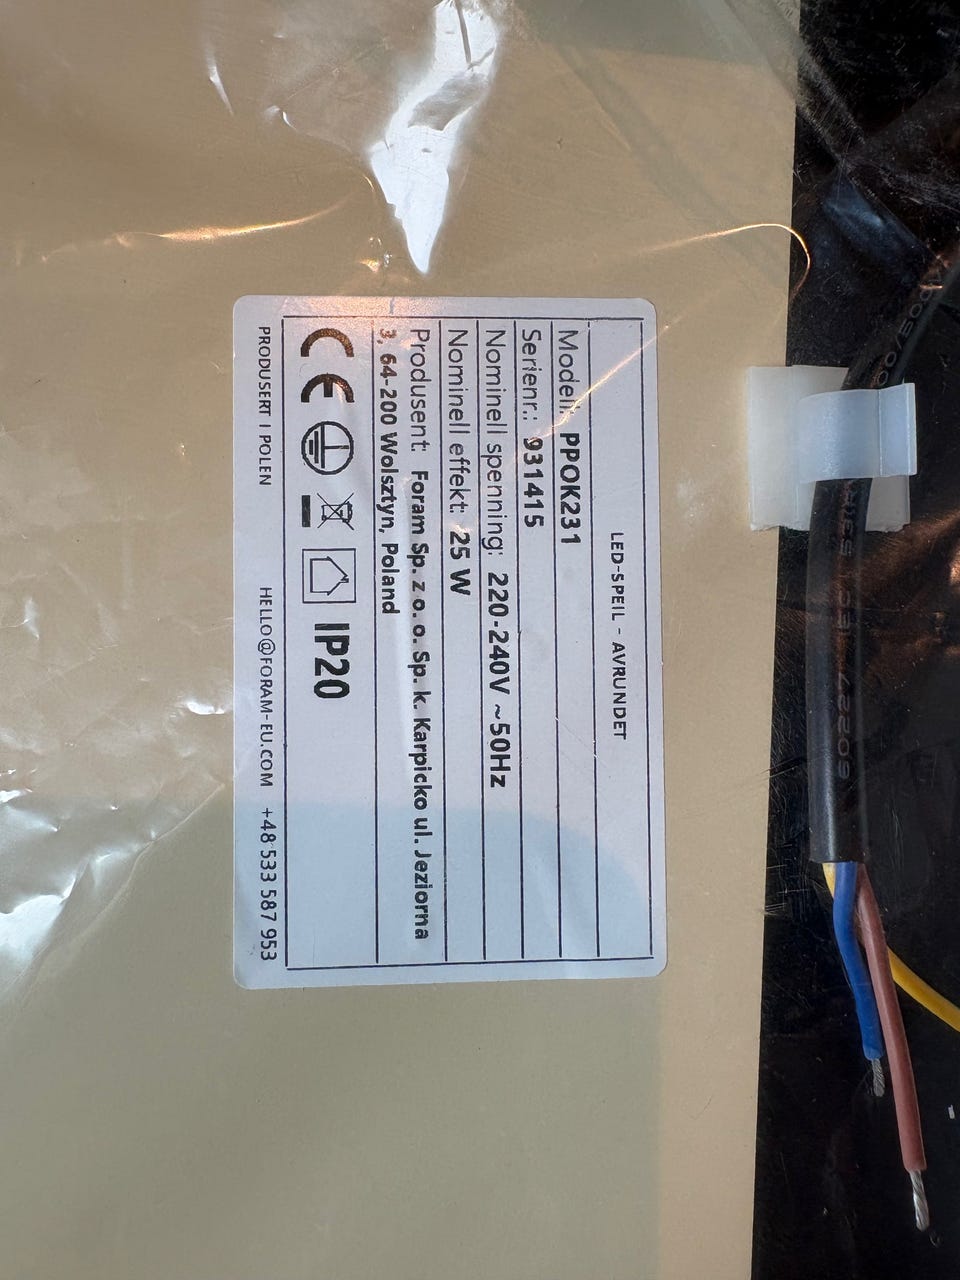 LED-SPEIL - AVRUNDET
Modell: PPOK231
Serienr.: 931415
Nominell spenning: 220-240V ~50Hz
Nominell effekt: 25 W
Produsent: Foram Sp. z o. o. Sp. k. Karpicko ul. Jeziorna
3, 64-200 Wolsztyn, Poland
CE IP20
PRODUSERT I POLEN HELLO@FORAM-EU.COM +48 533 587 953